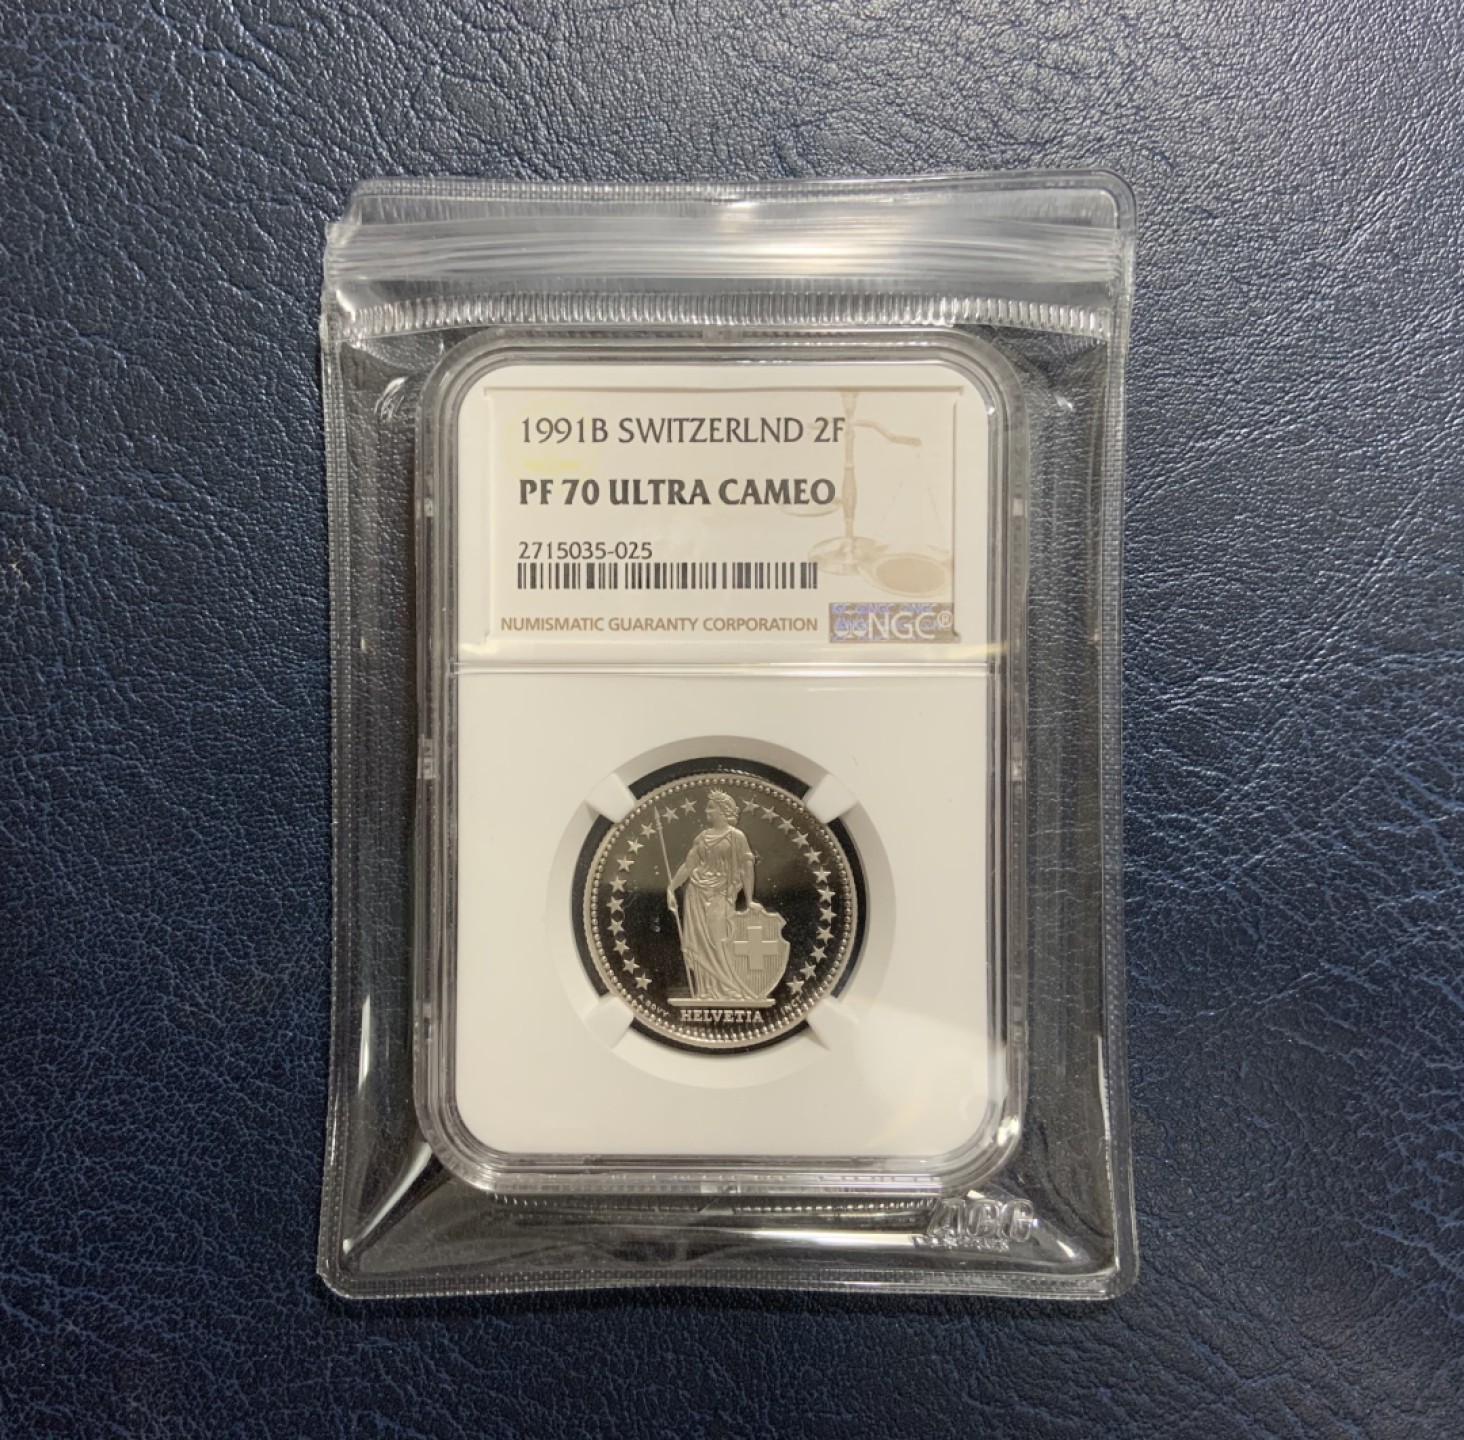 1991B SWITZERLND 2F
PF 70 ULTRA CAMEO
2715035-025
NUMISMATIC GUARANTY CORPORATION NGC®
HELVETIA